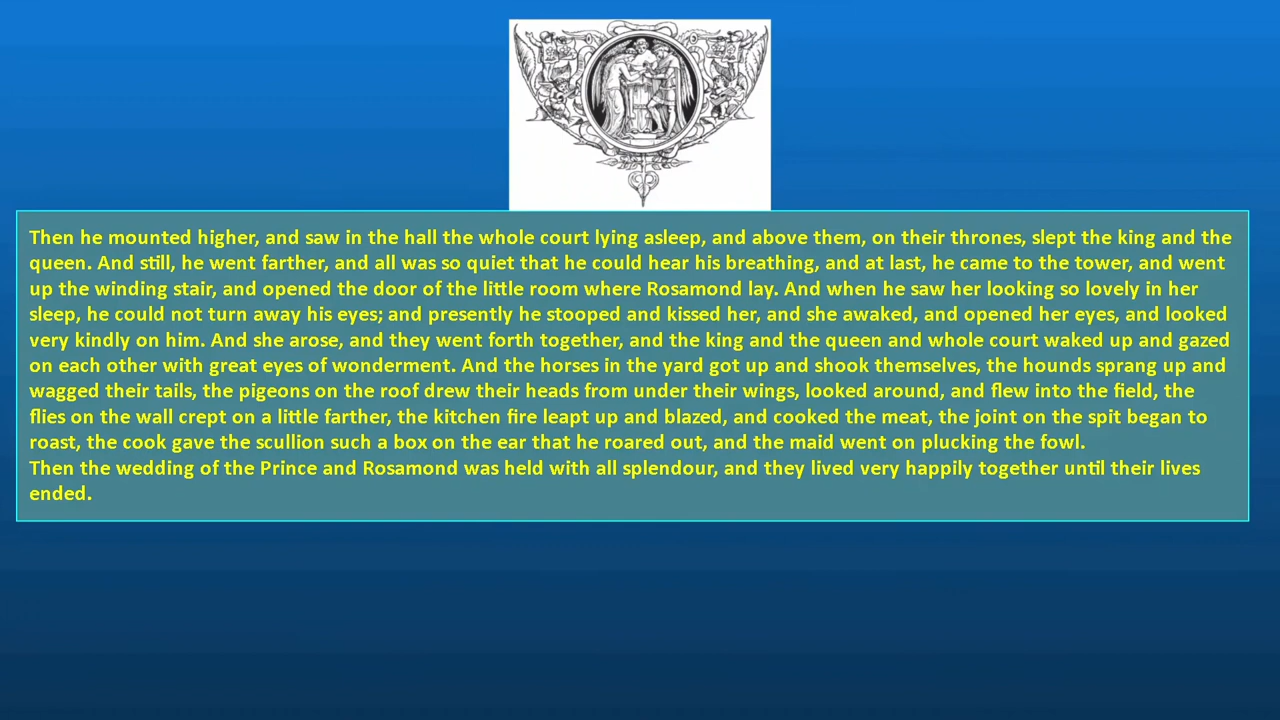 Then he mounted higher, and saw in the hall the whole court lying asleep, and above them, on their thrones, slept the king and the
queen. And still, he went farther, and all was so quiet that he could hear his breathing, and at last, he came to the tower, and went
up the winding stair, and opened the door of the little room where Rosamond lay. And when he saw her looking so lovely in her
sleep, he could not turn away his eyes; and presently he stooped and kissed her, and she awaked, and opened her eyes, and looked
very kindly on him. And she arose, and they went forth together, and the king and the queen and whole court waked up and gazed
on each other with great eyes of wonderment. And the horses in the yard got up and shook themselves, the hounds sprang up and
wagged their tails, the pigeons on the roof drew their heads from under their wings, looked around, and flew into the field, the
flies on the wall crept on a little farther, the kitchen fire leapt up and blazed, and cooked the meat, the joint on the spit began to
roast, the cook gave the scullion such a box on the ear that he roared out, and the maid went on plucking the fowl.
Then the wedding of the Prince and Rosamond was held with all splendour, and they lived very happily together until their lives
ended.